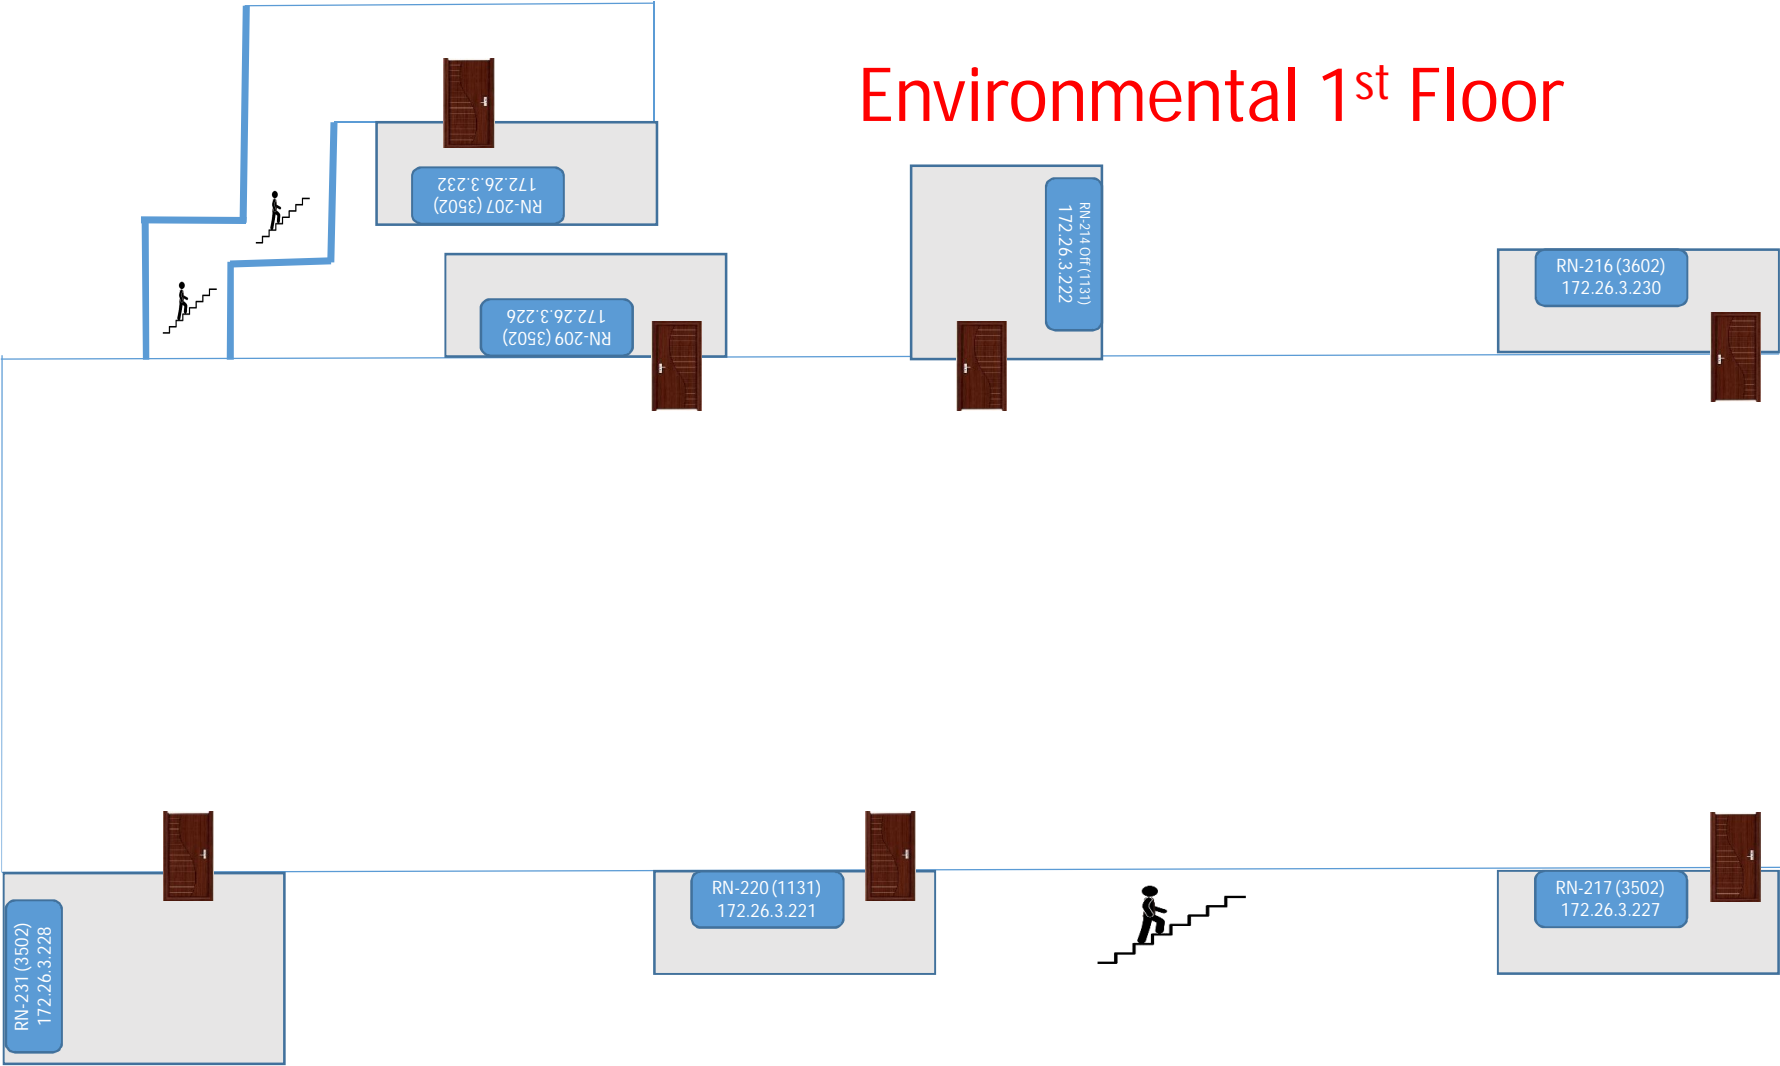 Environmental 1st Floor
RN-207 (3502)
172.26.3.232
RN-209 (3502)
172.26.3.226
RN-214 Off (1131)
172.26.3.222
RN-216 (3602)
172.26.3.230
RN-231 (3502)
172.26.3.228
RN-220 (1131)
172.26.3.221
RN-217 (3502)
172.26.3.227